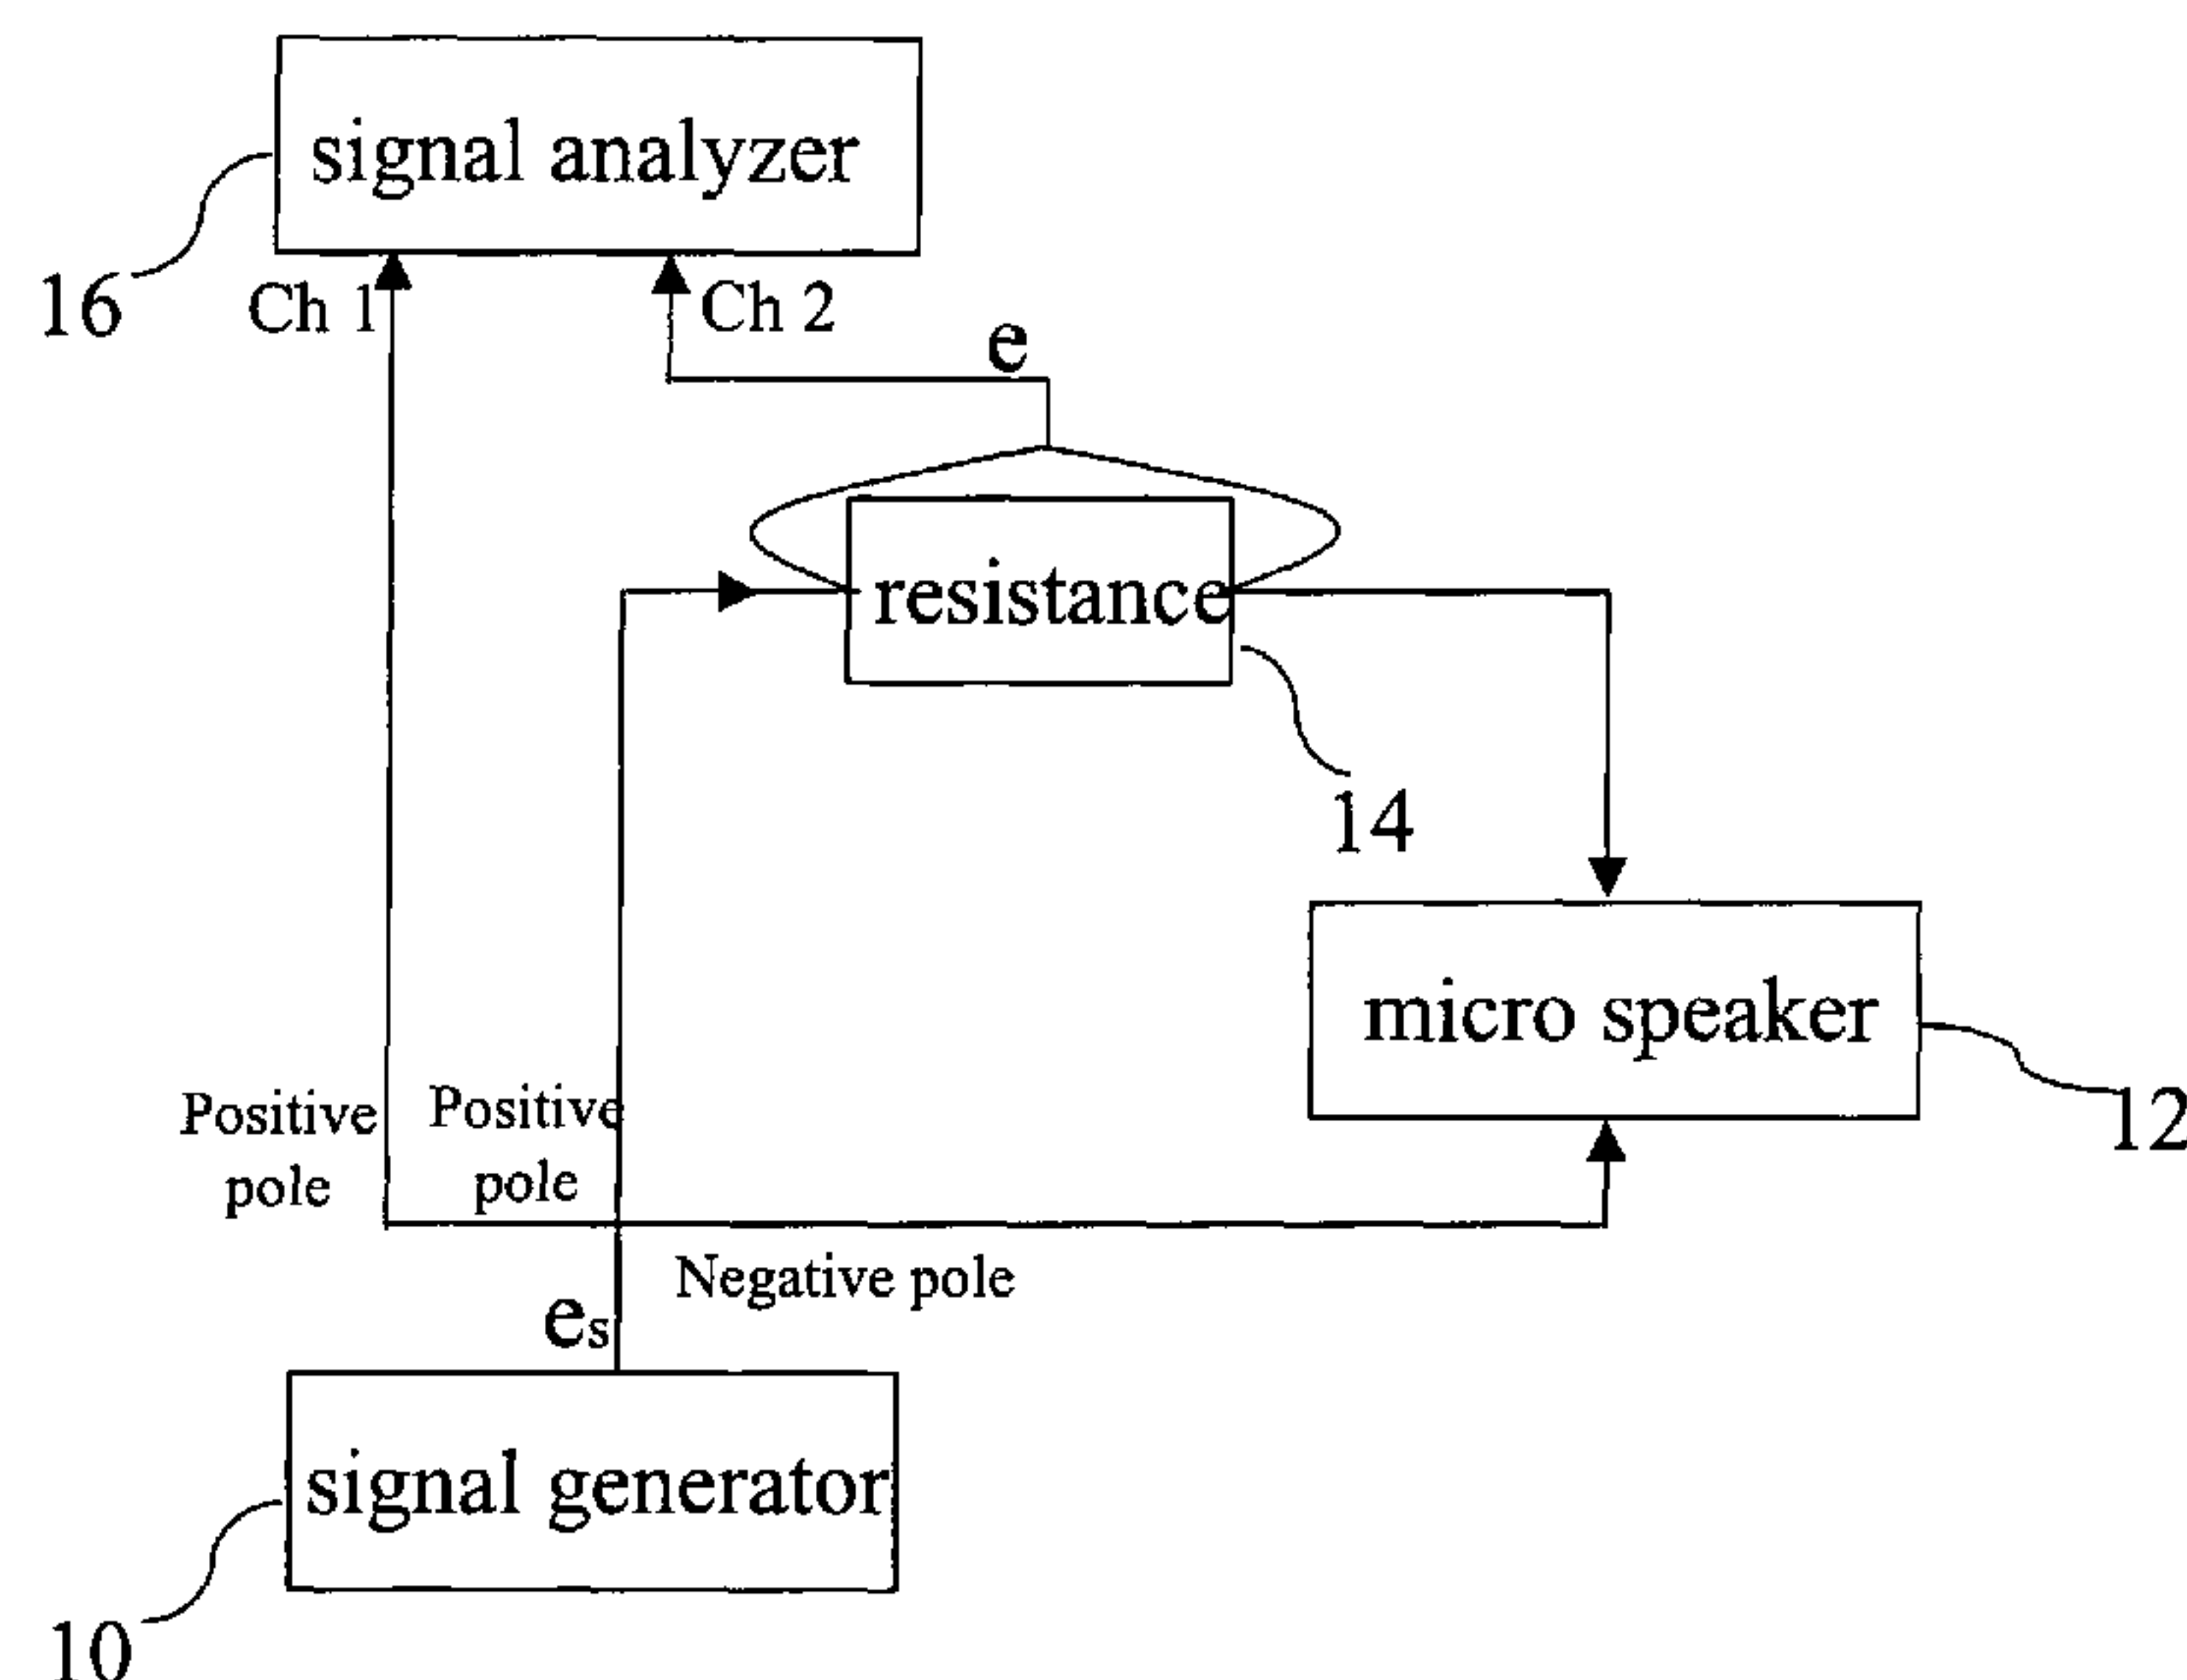 signal analyzer
16
Ch 1
Ch 2
e
resistance
14
micro speaker
12
Positive
pole
Positive
pole
Negative pole
es
signal generator
10